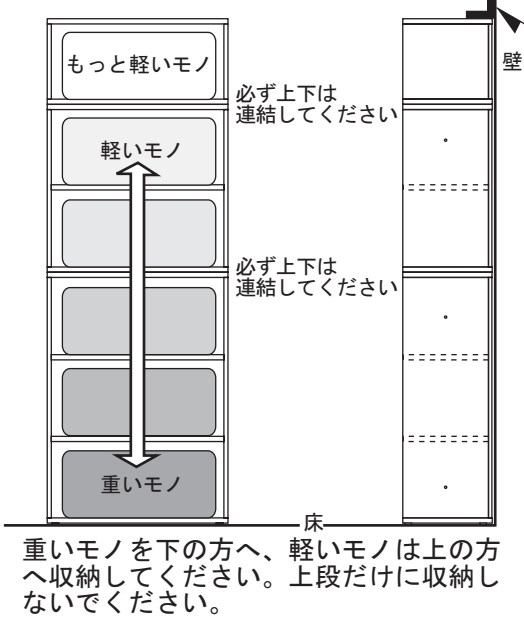 もっと軽いモノ
壁
必ず上下は
連結してください
軽いモノ
必ず上下は
連結してください
重いモノ
床
重いモノを下の方へ、軽いモノは上の方
へ収納してください。上段だけに収納し
ないでください。